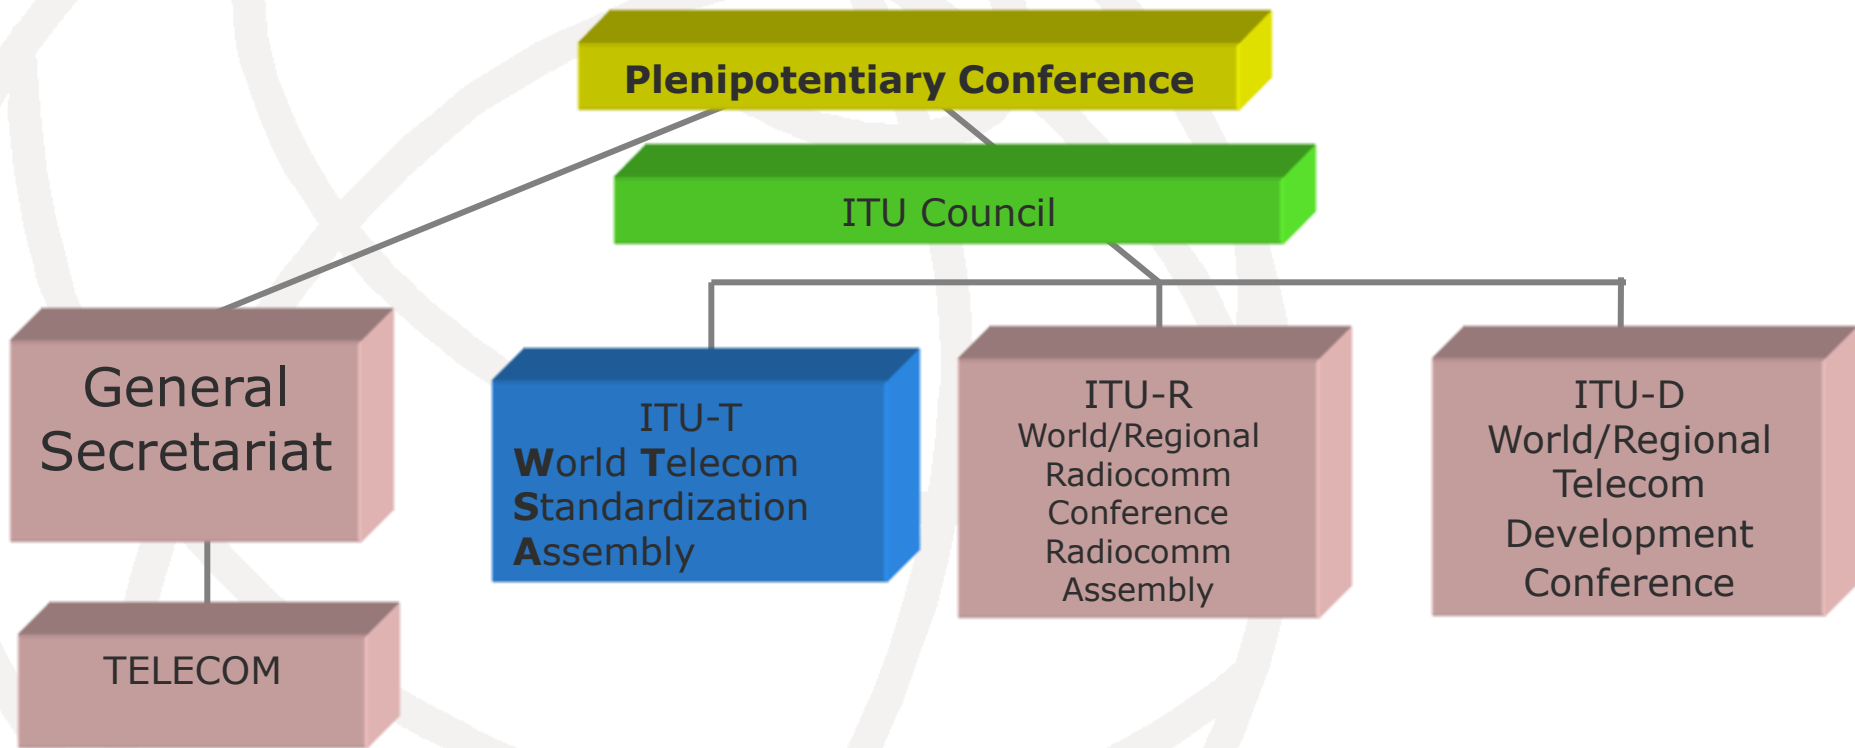 Plenipotentiary Conference
ITU Council
General
Secretariat
TELECOM
ITU-T
World Telecom
Standardization
Assembly
ITU-R
World/Regional
Radiocomm
Conference
Radiocomm
Assembly
ITU-D
World/Regional
Telecom
Development
Conference